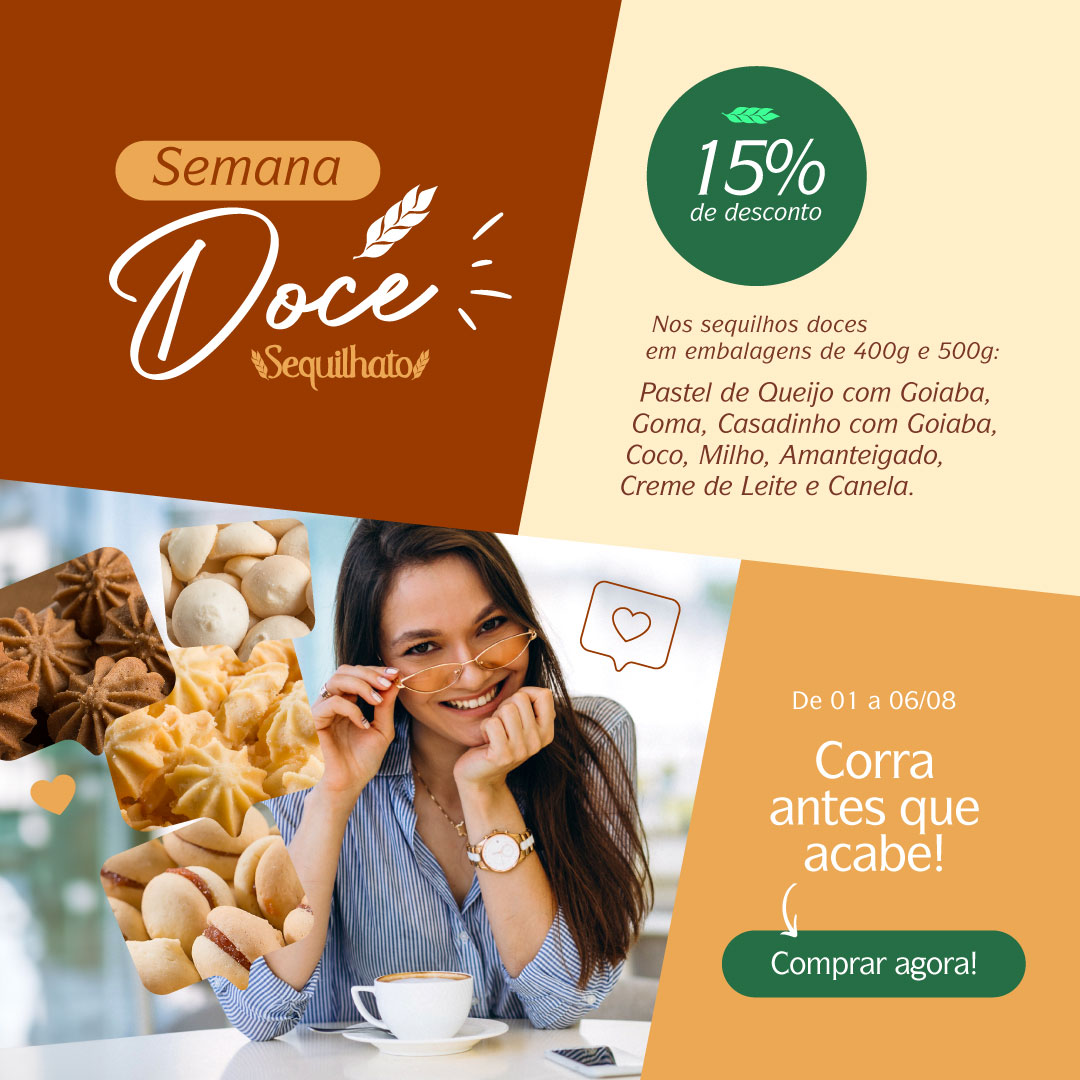 Semana
Doce
Sequilhato
15%
de desconto
Nos sequilhos doces
em embalagens de 400g e 500g:
Pastel de Queijo com Goiaba,
Goma, Casadinho com Goiaba,
Coco, Milho, Amanteigado,
Creme de Leite e Canela.
De 01 a 06/08
Corra
antes que
acabe!
Comprar agora!